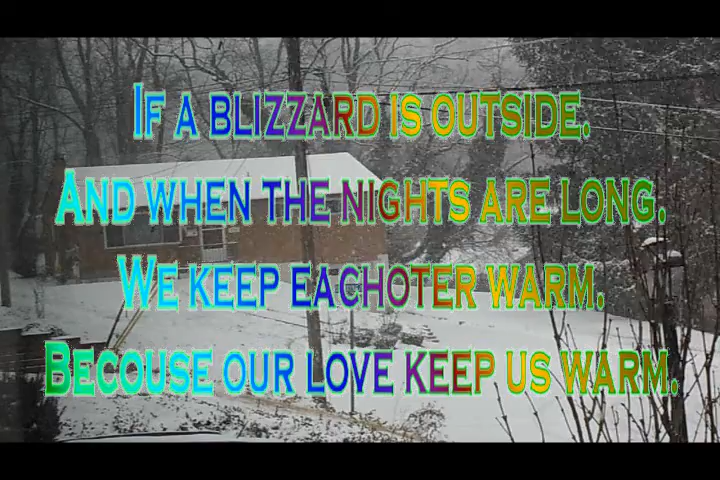 If a blizzard is outside.
And when the nights are long.
We keep eachoter warm.
Becouse our love keep us warm.